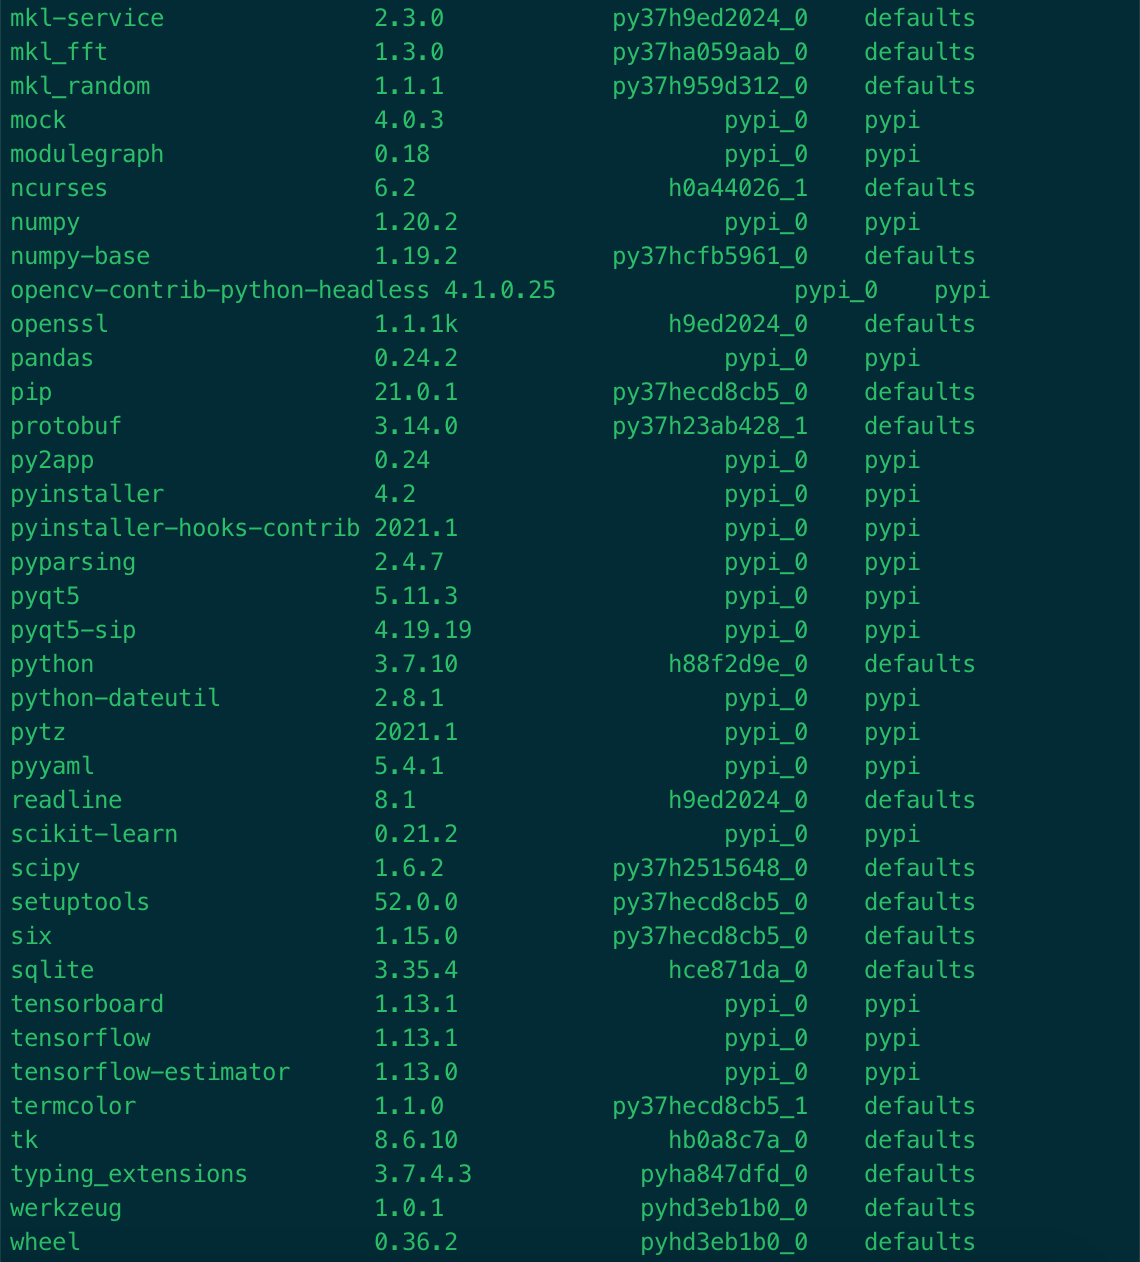 mkl-service 2.3.0 py37h9ed2024_0 defaults
mkl_fft 1.3.0 py37ha059aab_0 defaults
mkl_random 1.1.1 py37h959d312_0 defaults
mock 4.0.3 pypi_0 pypi
modulegraph 0.18 pypi_0 pypi
ncurses 6.2 h0a44026_1 defaults
numpy 1.20.2 pypi_0 pypi
numpy-base 1.19.2 py37hcfb5961_0 defaults
opencv-contrib-python-headless 4.1.0.25 pypi_0 pypi
openssl 1.1.1k h9ed2024_0 defaults
pandas 0.24.2 pypi_0 pypi
pip 21.0.1 py37hecd8cb5_0 defaults
protobuf 3.14.0 py37h23ab428_1 defaults
py2app 0.24 pypi_0 pypi
pyinstaller 4.2 pypi_0 pypi
pyinstaller-hooks-contrib 2021.1 pypi_0 pypi
pyparsing 2.4.7 pypi_0 pypi
pyqt5 5.11.3 pypi_0 pypi
pyqt5-sip 4.19.19 pypi_0 pypi
python 3.7.10 h88f2d9e_0 defaults
python-dateutil 2.8.1 pypi_0 pypi
pytz 2021.1 pypi_0 pypi
pyyaml 5.4.1 pypi_0 pypi
readline 8.1 h9ed2024_0 defaults
scikit-learn 0.21.2 pypi_0 pypi
scipy 1.6.2 py37h2515648_0 defaults
setuptools 52.0.0 py37hecd8cb5_0 defaults
six 1.15.0 py37hecd8cb5_0 defaults
sqlite 3.35.4 hce871da_0 defaults
tensorboard 1.13.1 pypi_0 pypi
tensorflow 1.13.1 pypi_0 pypi
tensorflow-estimator 1.13.0 pypi_0 pypi
termcolor 1.1.0 py37hecd8cb5_1 defaults
tk 8.6.10 hb0a8c7a_0 defaults
typing_extensions 3.7.4.3 pyha847dfd_0 defaults
werkzeug 1.0.1 pyhd3eb1b0_0 defaults
wheel 0.36.2 pyhd3eb1b0_0 defaults